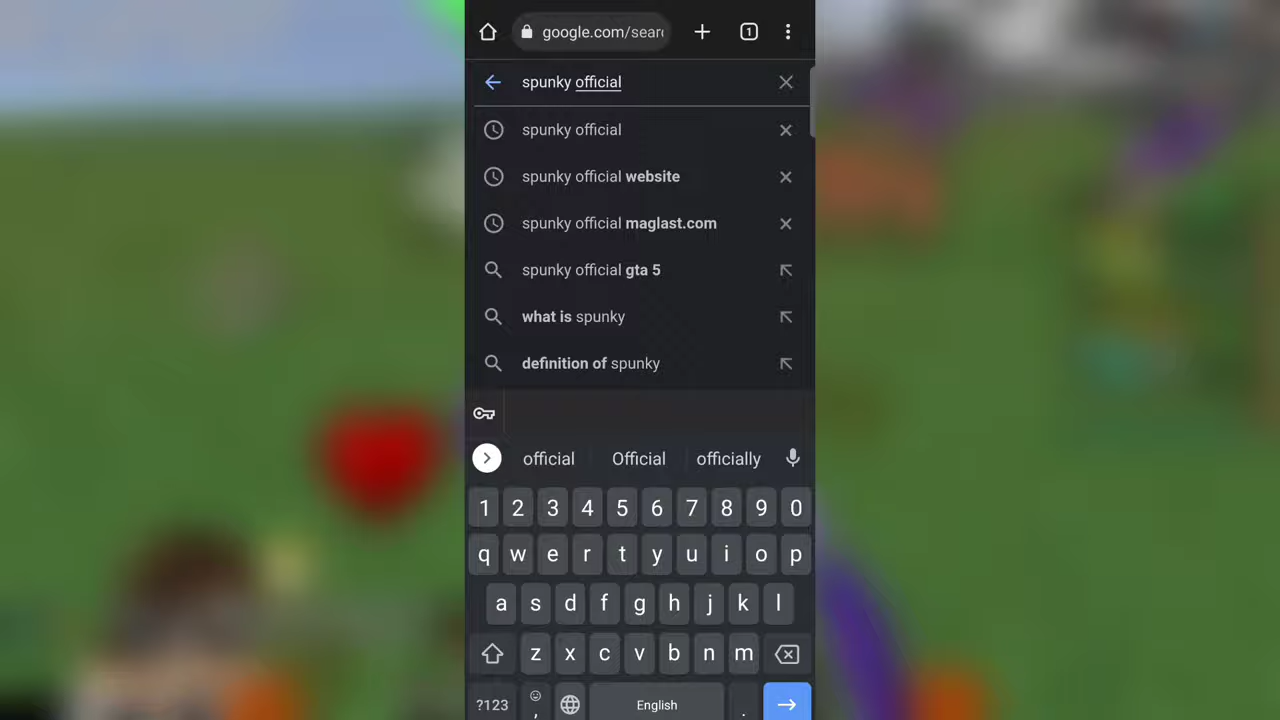 google.com/sear
1
spunky official
spunky official
spunky official website
spunky official maglast.com
spunky official gta 5
what is spunky
definition of spunky
official Official officially
1 2 3 4 5 6 7 8 9 0
q w e r t y u i o p
a s d f g h j k l
z x c v b n m
?123 , English .